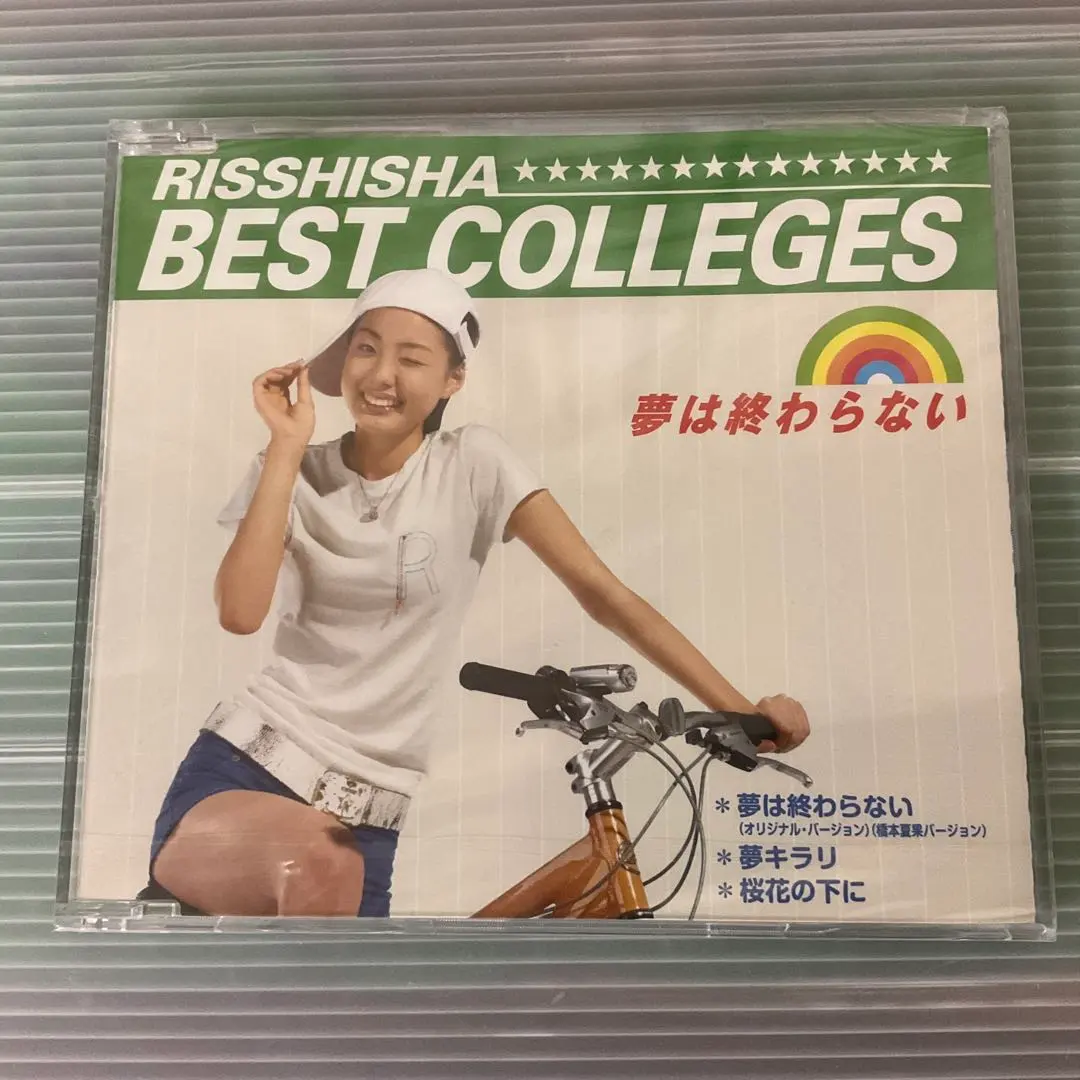 RISSHISHA ★★★★★★★★★★★★★★
BEST COLLEGES
夢は終わらない
R
＊夢は終わらない
（オリジナル・バージョン）（橋本夏果バージョン）
＊夢キラリ
＊桜花の下に